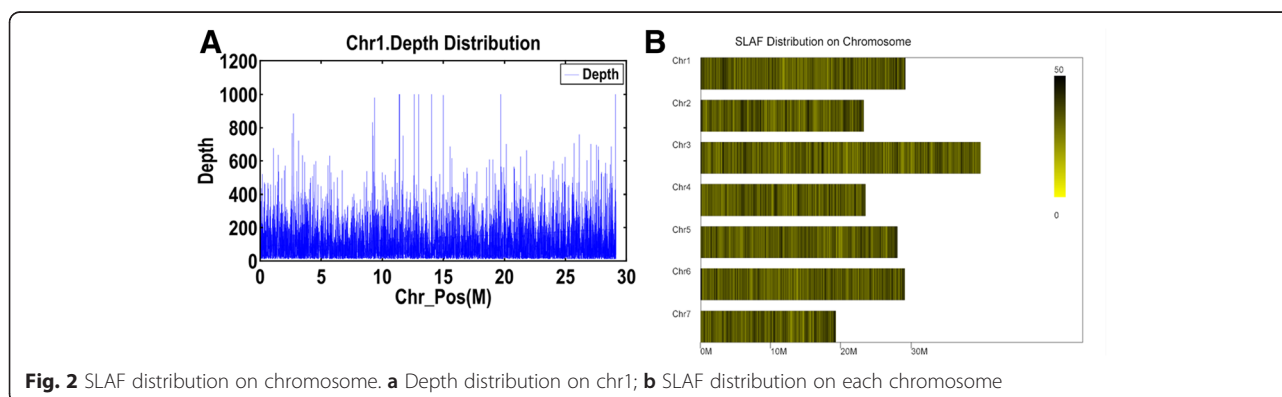 A
Chr1.Depth Distribution
Depth
1200
1000
800
600
400
200
0
Depth
0 5 10 15 20 25 30
Chr_Pos(M)
B
SLAF Distribution on Chromosome
Chr1
Chr2
Chr3
Chr4
Chr5
Chr6
Chr7
50
0
0M 10M 20M 30M
Fig. 2 SLAF distribution on chromosome. a Depth distribution on chr1; b SLAF distribution on each chromosome